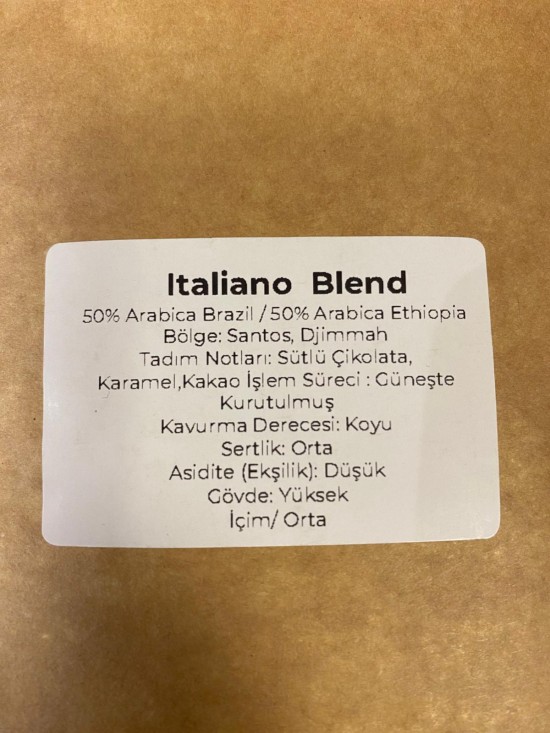 Italiano Blend
50% Arabica Brazil / 50% Arabica Ethiopia
Bölge: Santos, Djimmah
Tadım Notları: Sütlü Çikolata,
Karamel,Kakao İşlem Süreci : Güneşte
Kurutulmuş
Kavurma Derecesi: Koyu
Sertlik: Orta
Asidite (Ekşilik): Düşük
Gövde: Yüksek
İçim/ Orta